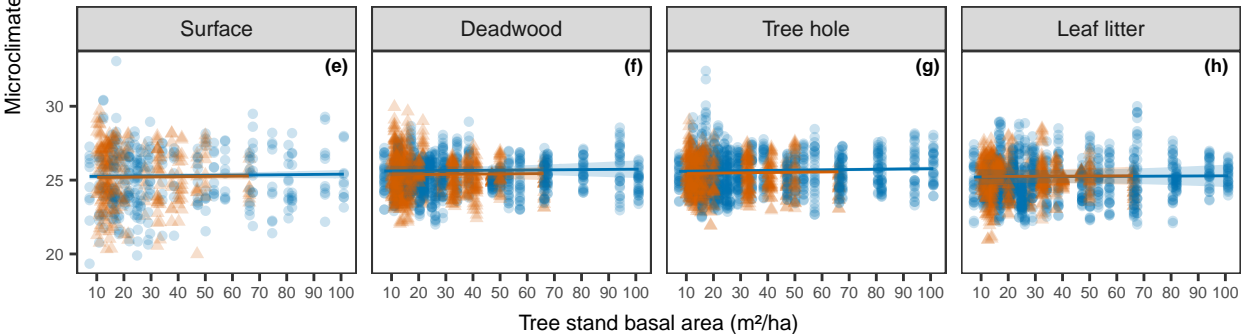 Microclimate
Surface
Deadwood
Tree hole
Leaf litter
(e)
(f)
(g)
(h)
30
25
20
10 20 30 40 50 60 70 80 90 100
10 20 30 40 50 60 70 80 90 100
10 20 30 40 50 60 70 80 90 100
10 20 30 40 50 60 70 80 90 100
Tree stand basal area (m²/ha)